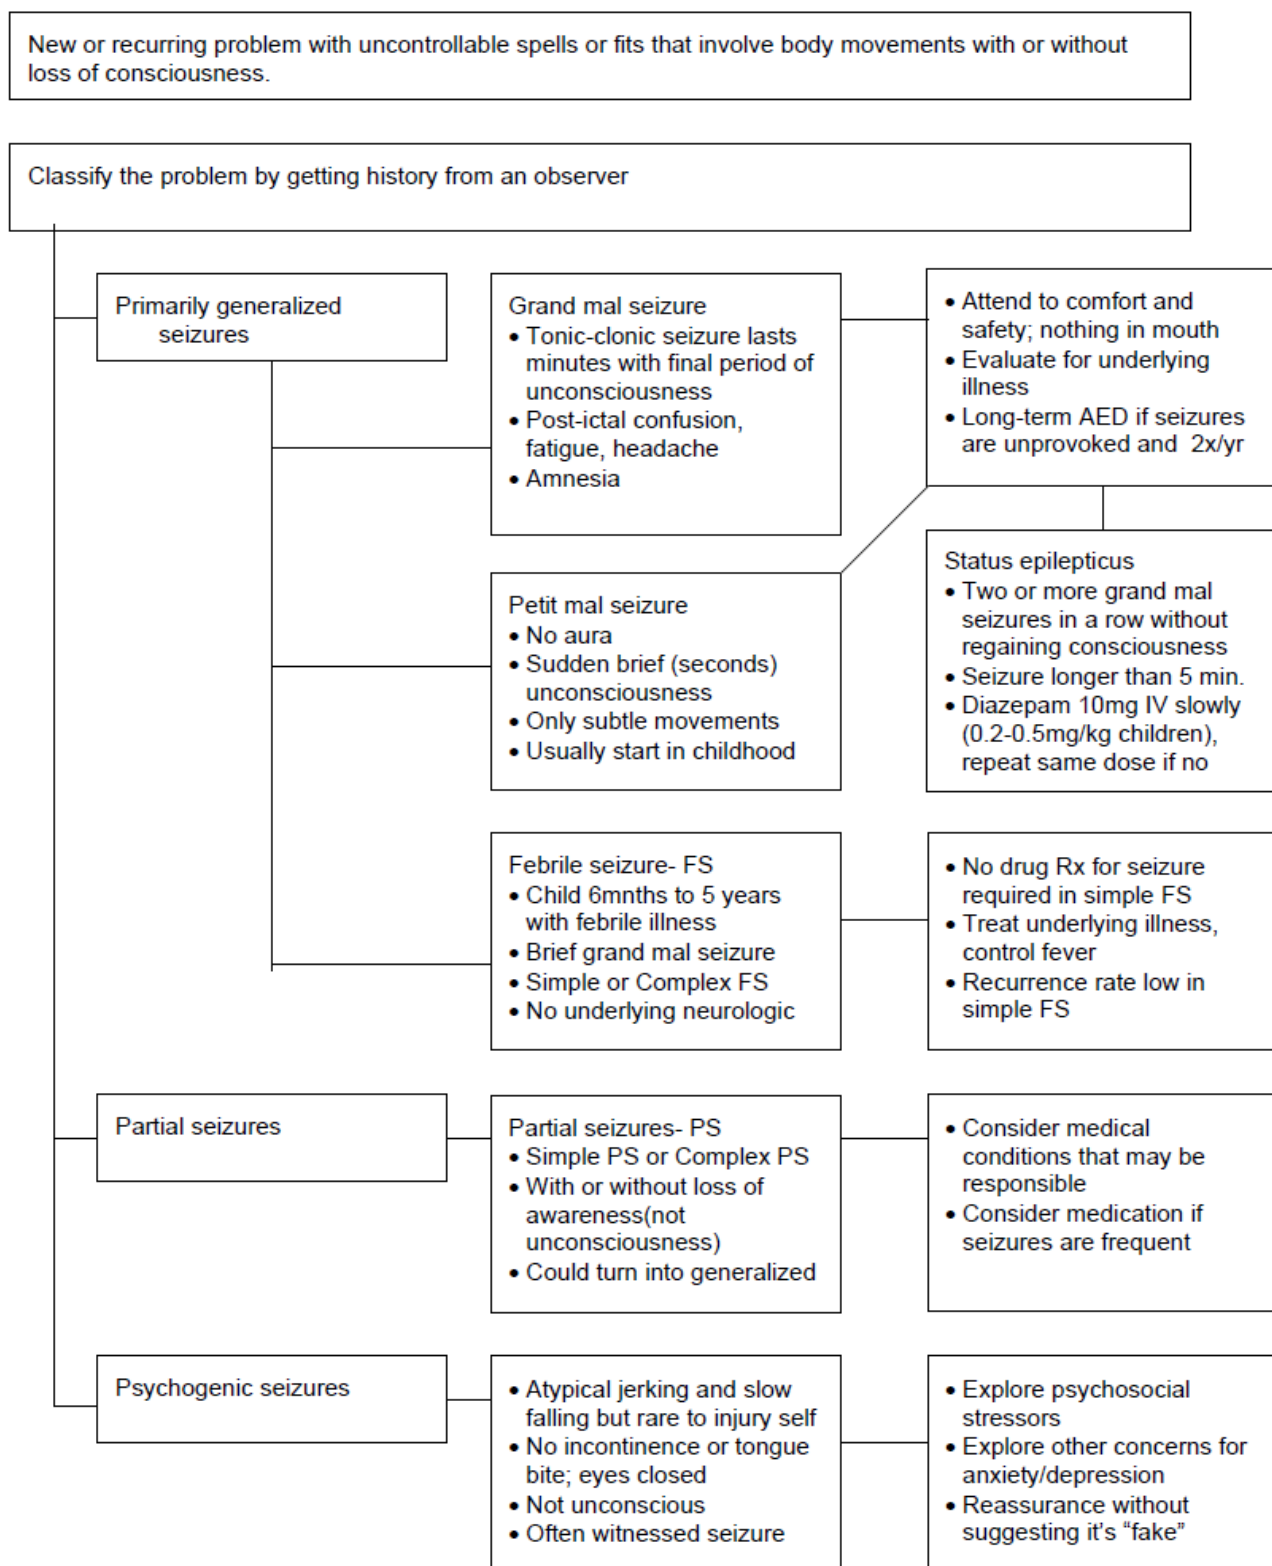 New or recurring problem with uncontrollable spells or fits that involve body movements with or without
loss of consciousness.
Classify the problem by getting history from an observer
Primarily generalized
seizures
Grand mal seizure
• Tonic-clonic seizure lasts
minutes with final period of
unconsciousness
• Post-ictal confusion,
fatigue, headache
• Amnesia
• Attend to comfort and
safety; nothing in mouth
• Evaluate for underlying
illness
• Long-term AED if seizures
are unprovoked and 2x/yr
Petit mal seizure
• No aura
• Sudden brief (seconds)
unconsciousness
• Only subtle movements
• Usually start in childhood
Status epilepticus
• Two or more grand mal
seizures in a row without
regaining consciousness
• Seizure longer than 5 min.
• Diazepam 10mg IV slowly
(0.2-0.5mg/kg children),
repeat same dose if no
Febrile seizure- FS
• Child 6mnths to 5 years
with febrile illness
• Brief grand mal seizure
• Simple or Complex FS
• No underlying neurologic
• No drug Rx for seizure
required in simple FS
• Treat underlying illness,
control fever
• Recurrence rate low in
simple FS
Partial seizures
Partial seizures- PS
• Simple PS or Complex PS
• With or without loss of
awareness(not
unconsciousness)
• Could turn into generalized
• Consider medical
conditions that may be
responsible
• Consider medication if
seizures are frequent
Psychogenic seizures
• Atypical jerking and slow
falling but rare to injury self
• No incontinence or tongue
bite; eyes closed
• Not unconscious
• Often witnessed seizure
• Explore psychosocial
stressors
• Explore other concerns for
anxiety/depression
• Reassurance without
suggesting it's “fake”